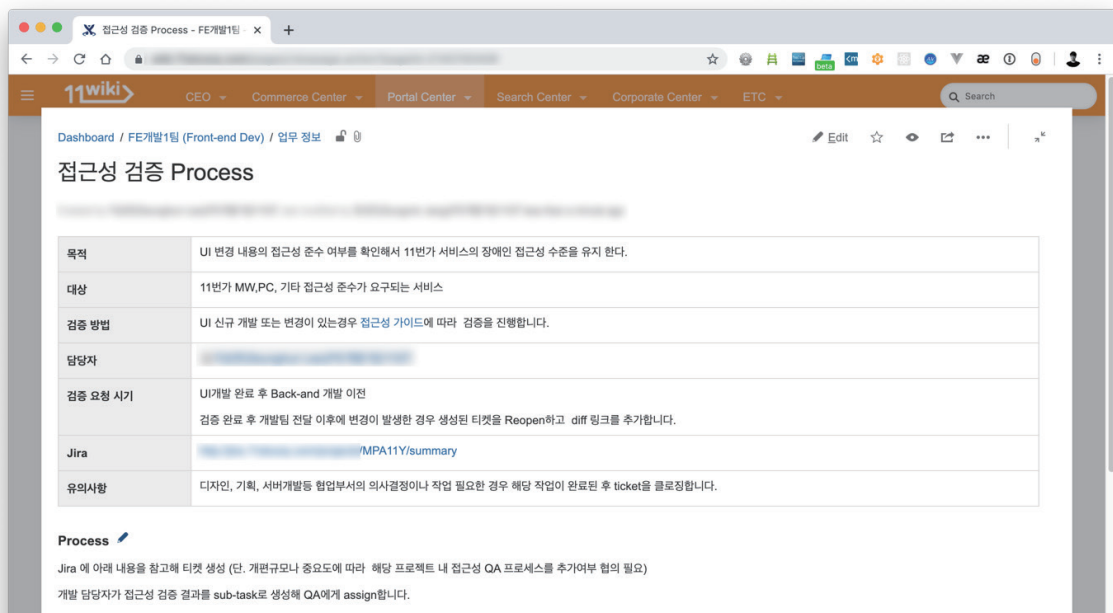 접근성 검증 Process - FE개발1팀 -
11wiki
CEO
Commerce Center
Portal Center
Search Center
Corporate Center
ETC
Search
beta
Dashboard / FE개발1팀 (Front-end Dev) / 업무 정보
Edit
접근성 검증 Process
목적 UI 변경 내용의 접근성 준수 여부를 확인해서 11번가 서비스의 장애인 접근성 수준을 유지 한다.
대상 11번가 MW,PC, 기타 접근성 준수가 요구되는 서비스
검증 방법 UI 신규 개발 또는 변경이 있는경우 접근성 가이드에 따라 검증을 진행합니다.
담당자
검증 요청 시기 UI개발 완료 후 Back-and 개발 이전
검증 완료 후 개발팀 전달 이후에 변경이 발생한 경우 생성된 티켓을 Reopen하고 diff 링크를 추가합니다.
Jira /MPA11Y/summary
유의사항 디자인, 기획, 서버개발등 협업부서의 의사결정이나 작업 필요한 경우 해당 작업이 완료된 후 ticket을 클로징합니다.
Process
Jira 에 아래 내용을 참고해 티켓 생성 (단. 개편규모나 중요도에 따라 해당 프로젝트 내 접근성 QA 프로세스를 추가여부 협의 필요)
개발 담당자가 접근성 검증 결과를 sub-task로 생성해 QA에게 assign합니다.